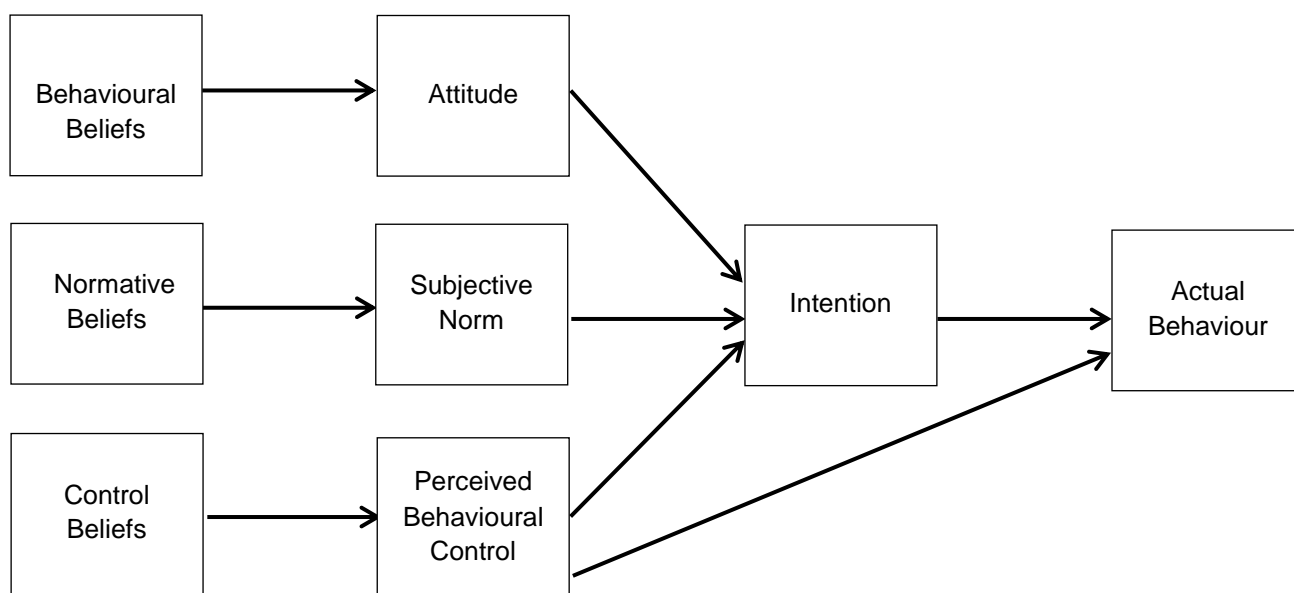 Behavioural
Beliefs
Attitude
Normative
Beliefs
Subjective
Norm
Intention
Actual
Behaviour
Control
Beliefs
Perceived
Behavioural
Control